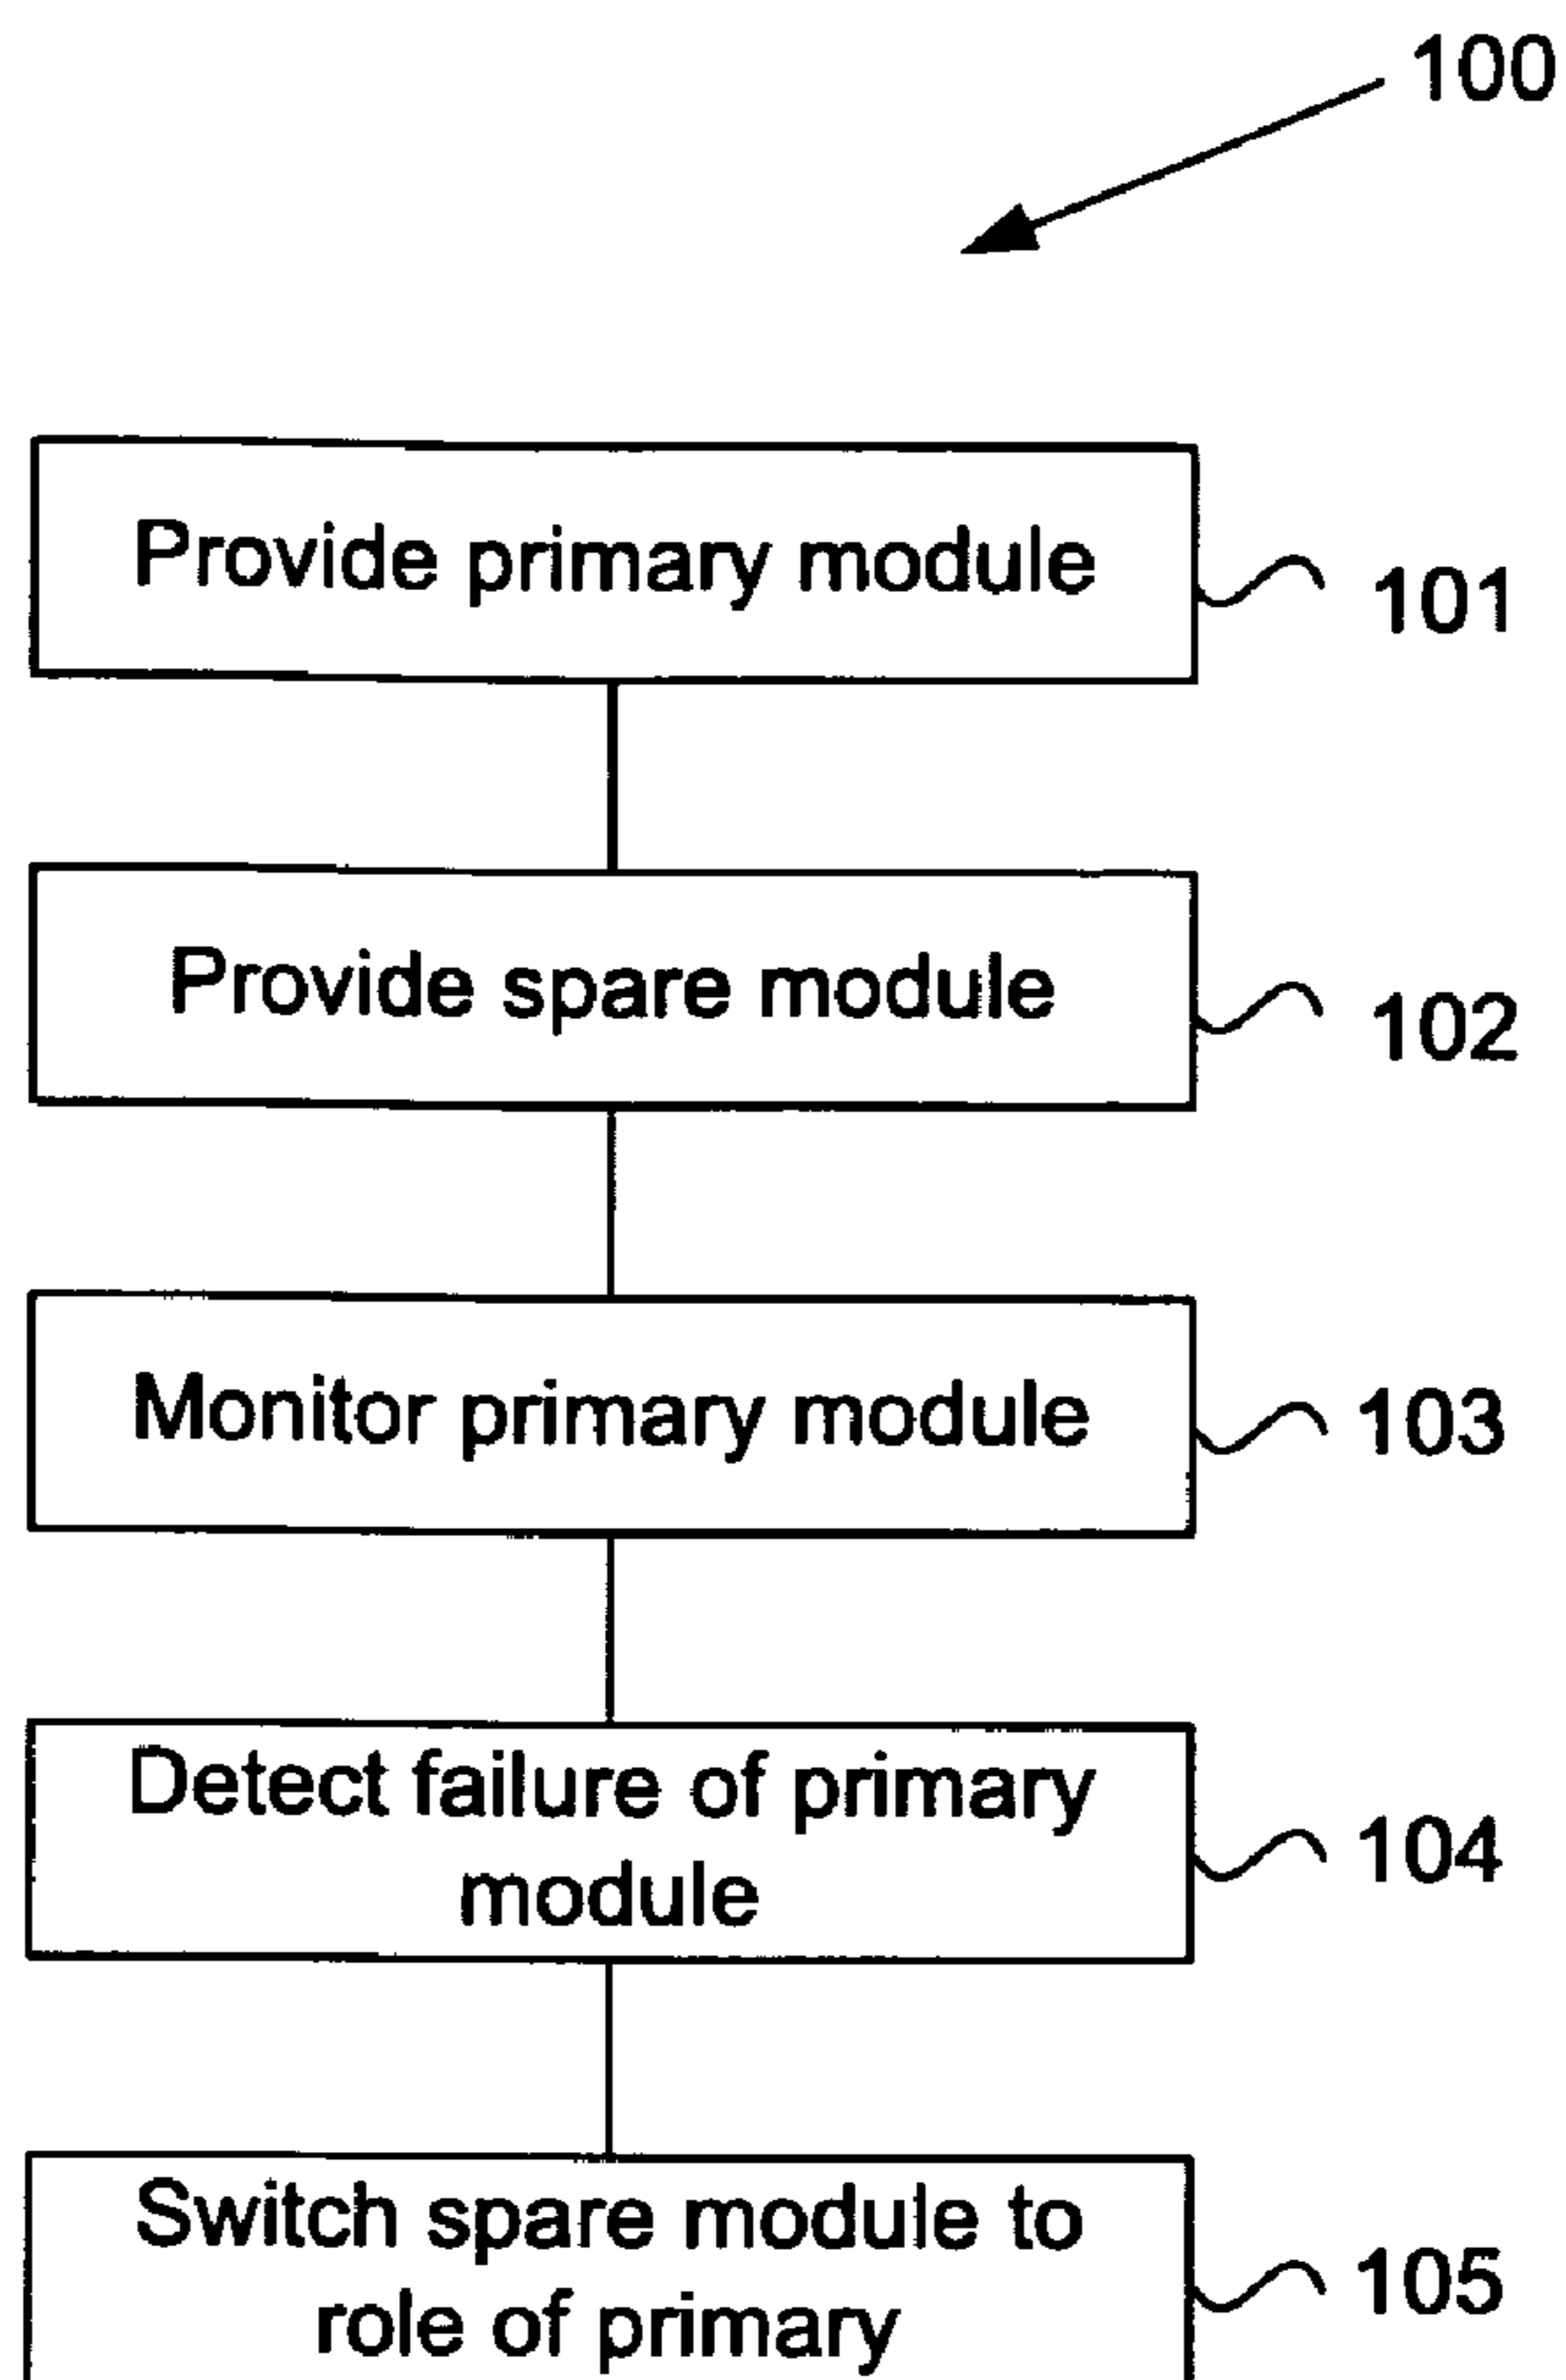 100
Provide primary module
101
Provide spare module
102
Monitor primary module
103
Detect failure of primary
module
104
Switch spare module to
role of primary
105